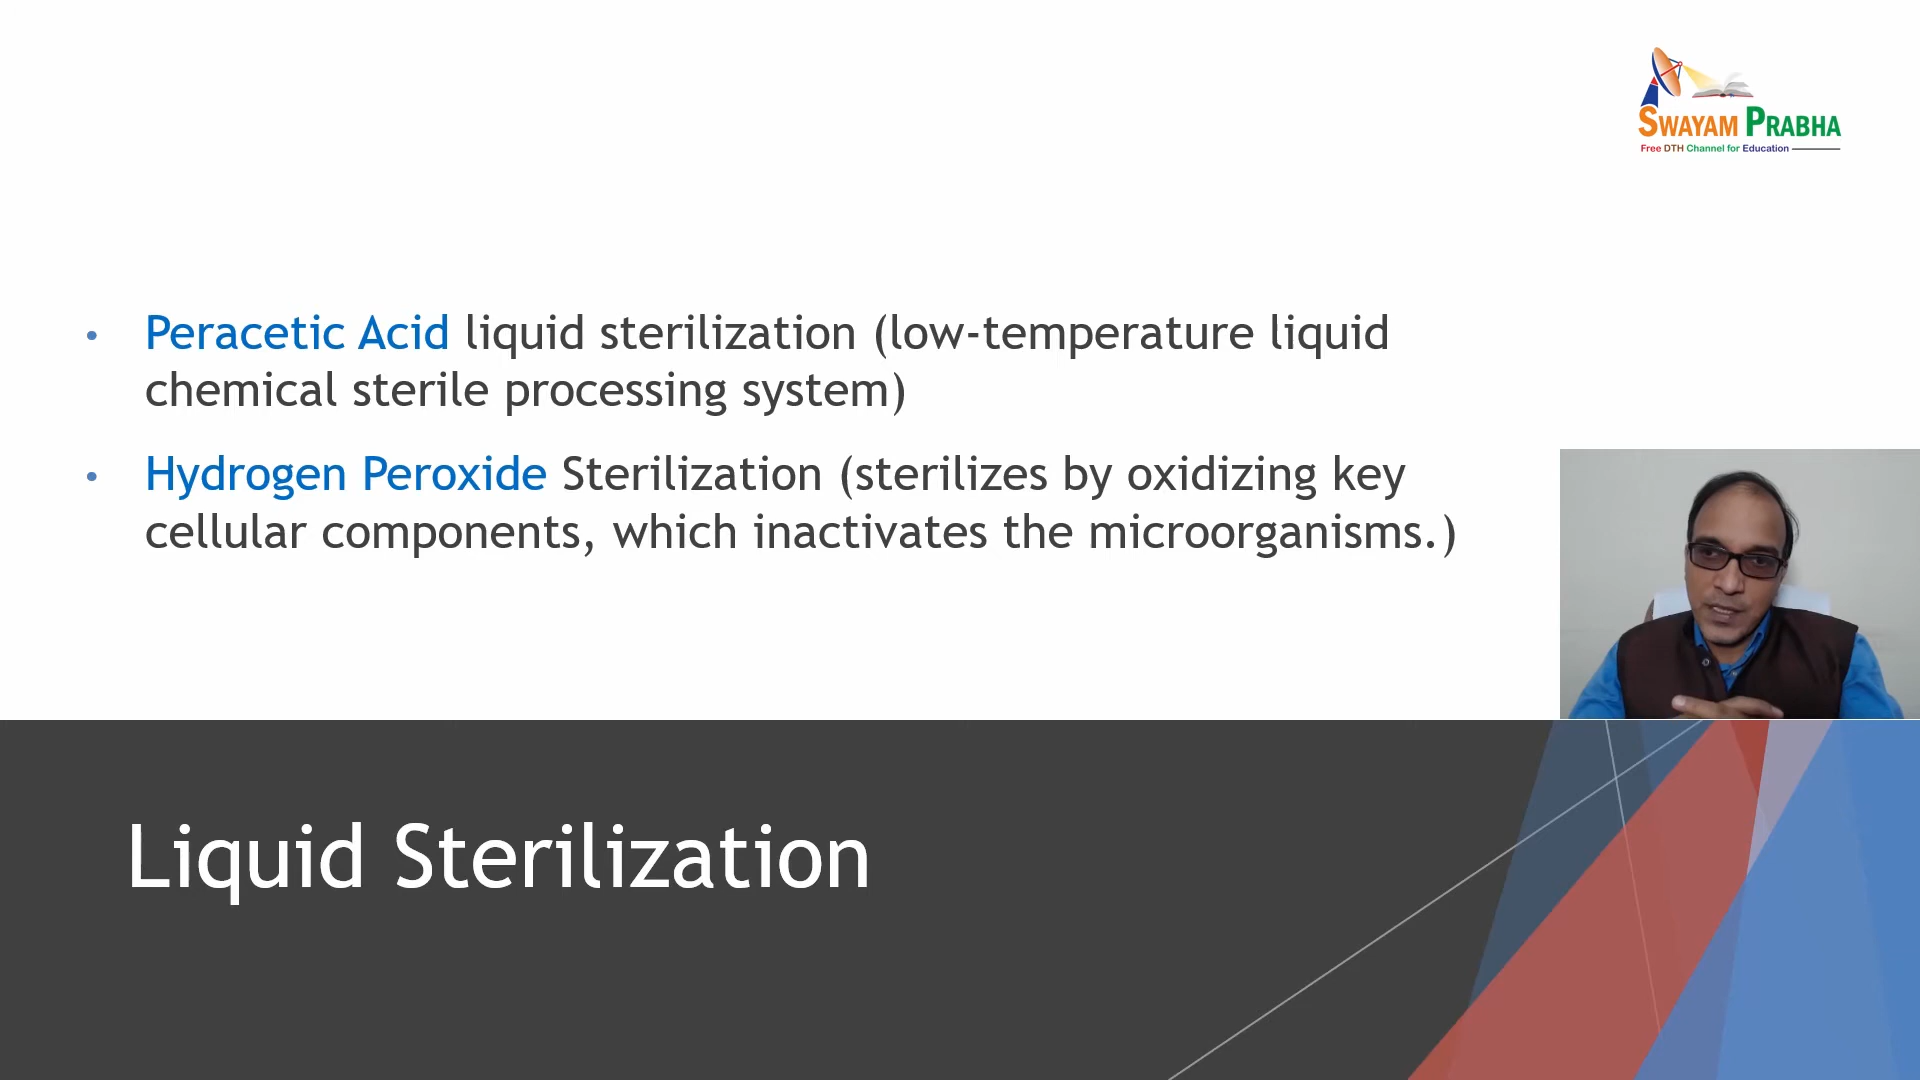 SWAYAM PRABHA
Free DTH Channel for Education
• Peracetic Acid liquid sterilization (low-temperature liquid
chemical sterile processing system)
• Hydrogen Peroxide Sterilization (sterilizes by oxidizing key
cellular components, which inactivates the microorganisms.)
Liquid Sterilization